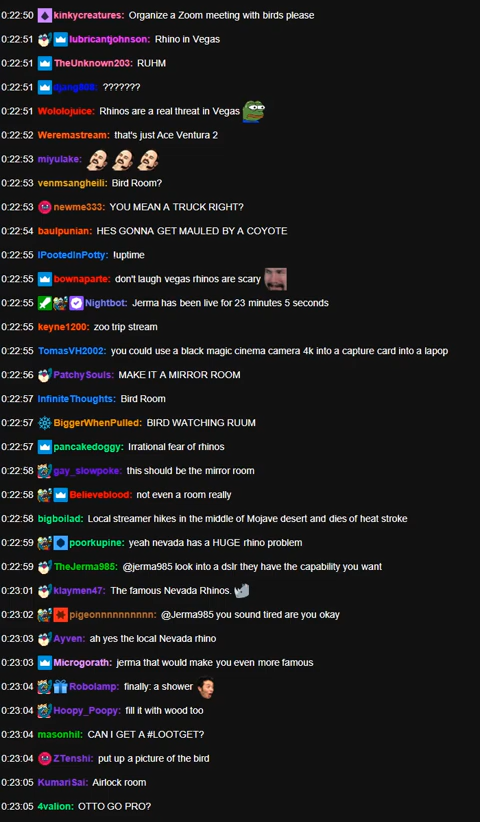 0:22:50 kinkycreatures: Organize a Zoom meeting with birds please
0:22:51 lubricantjohnson: Rhino in Vegas
0:22:51 TheUnknown203: RUHM
0:22:51 djang808: ???????
0:22:51 Wololojuice: Rhinos are a real threat in Vegas
0:22:52 Weremastream: that's just Ace Ventura 2
0:22:53 miyulake:
0:22:53 venmsangheili: Bird Room?
0:22:53 newme333: YOU MEAN A TRUCK RIGHT?
0:22:54 baulpunian: HES GONNA GET MAULED BY A COYOTE
0:22:55 IPootedInPotty: !uptime
0:22:55 bownaparte: don't laugh vegas rhinos are scary
0:22:55 Nightbot: Jerma has been live for 23 minutes 5 seconds
0:22:55 keyne1200: zoo trip stream
0:22:55 TomasVH2002: you could use a black magic cinema camera 4k into a capture card into a lapop
0:22:56 PatchySouls: MAKE IT A MIRROR ROOM
0:22:57 InfiniteThoughts: Bird Room
0:22:57 BiggerWhenPulled: BIRD WATCHING RUUM
0:22:57 pancakedoggy: Irrational fear of rhinos
0:22:58 gay_slowpoke: this should be the mirror room
0:22:58 Believeblood: not even a room really
0:22:58 bigboilad: Local streamer hikes in the middle of Mojave desert and dies of heat stroke
0:22:59 poorkupine: yeah nevada has a HUGE rhino problem
0:22:59 TheJerma985: @jerma985 look into a dslr they have the capability you want
0:23:01 klaymen47: The famous Nevada Rhinos.
0:23:02 pigeonnnnnnnnnn: @Jerma985 you sound tired are you okay
0:23:03 Ayven: ah yes the local Nevada rhino
0:23:03 Microgorath: jerma that would make you even more famous
0:23:04 Robolamp: finally: a shower
0:23:04 Hoopy_Poopy: fill it with wood too
0:23:04 masonhil: CAN I GET A #LOOTGET?
0:23:04 ZTenshi: put up a picture of the bird
0:23:05 KumariSai: Airlock room
0:23:05 4valion: OTTO GO PRO?